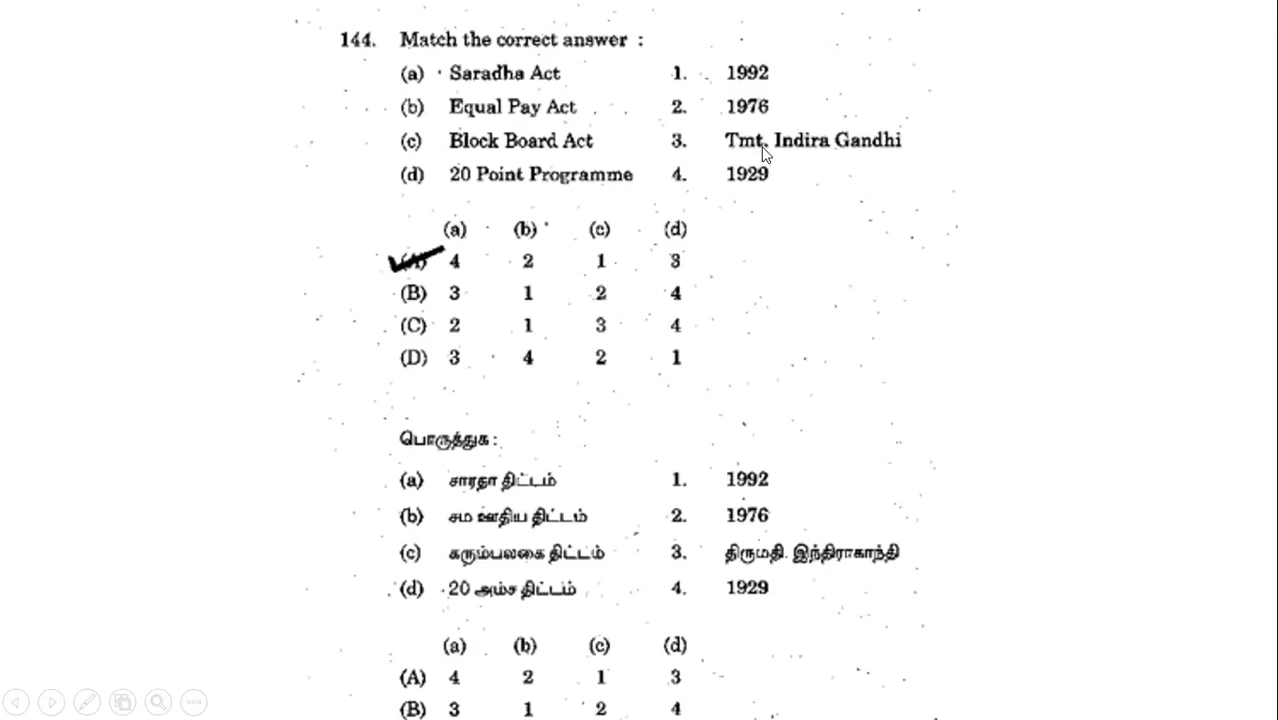 144. Match the correct answer :
(a) Saradha Act 1. 1992
(b) Equal Pay Act 2. 1976
(c) Block Board Act 3. Tmt. Indira Gandhi
(d) 20 Point Programme 4. 1929
(a) (b) (c) (d)
(A) 4 2 1 3
(B) 3 1 2 4
(C) 2 1 3 4
(D) 3 4 2 1
பொருத்துக :
(a) சாரதா திட்டம் 1. 1992
(b) சம ஊதிய திட்டம் 2. 1976
(c) கரும்பலகை திட்டம் 3. திருமதி. இந்திராகாந்தி
(d) 20 அம்ச திட்டம் 4. 1929
(a) (b) (c) (d)
(A) 4 2 1 3
(B) 3 1 2 4